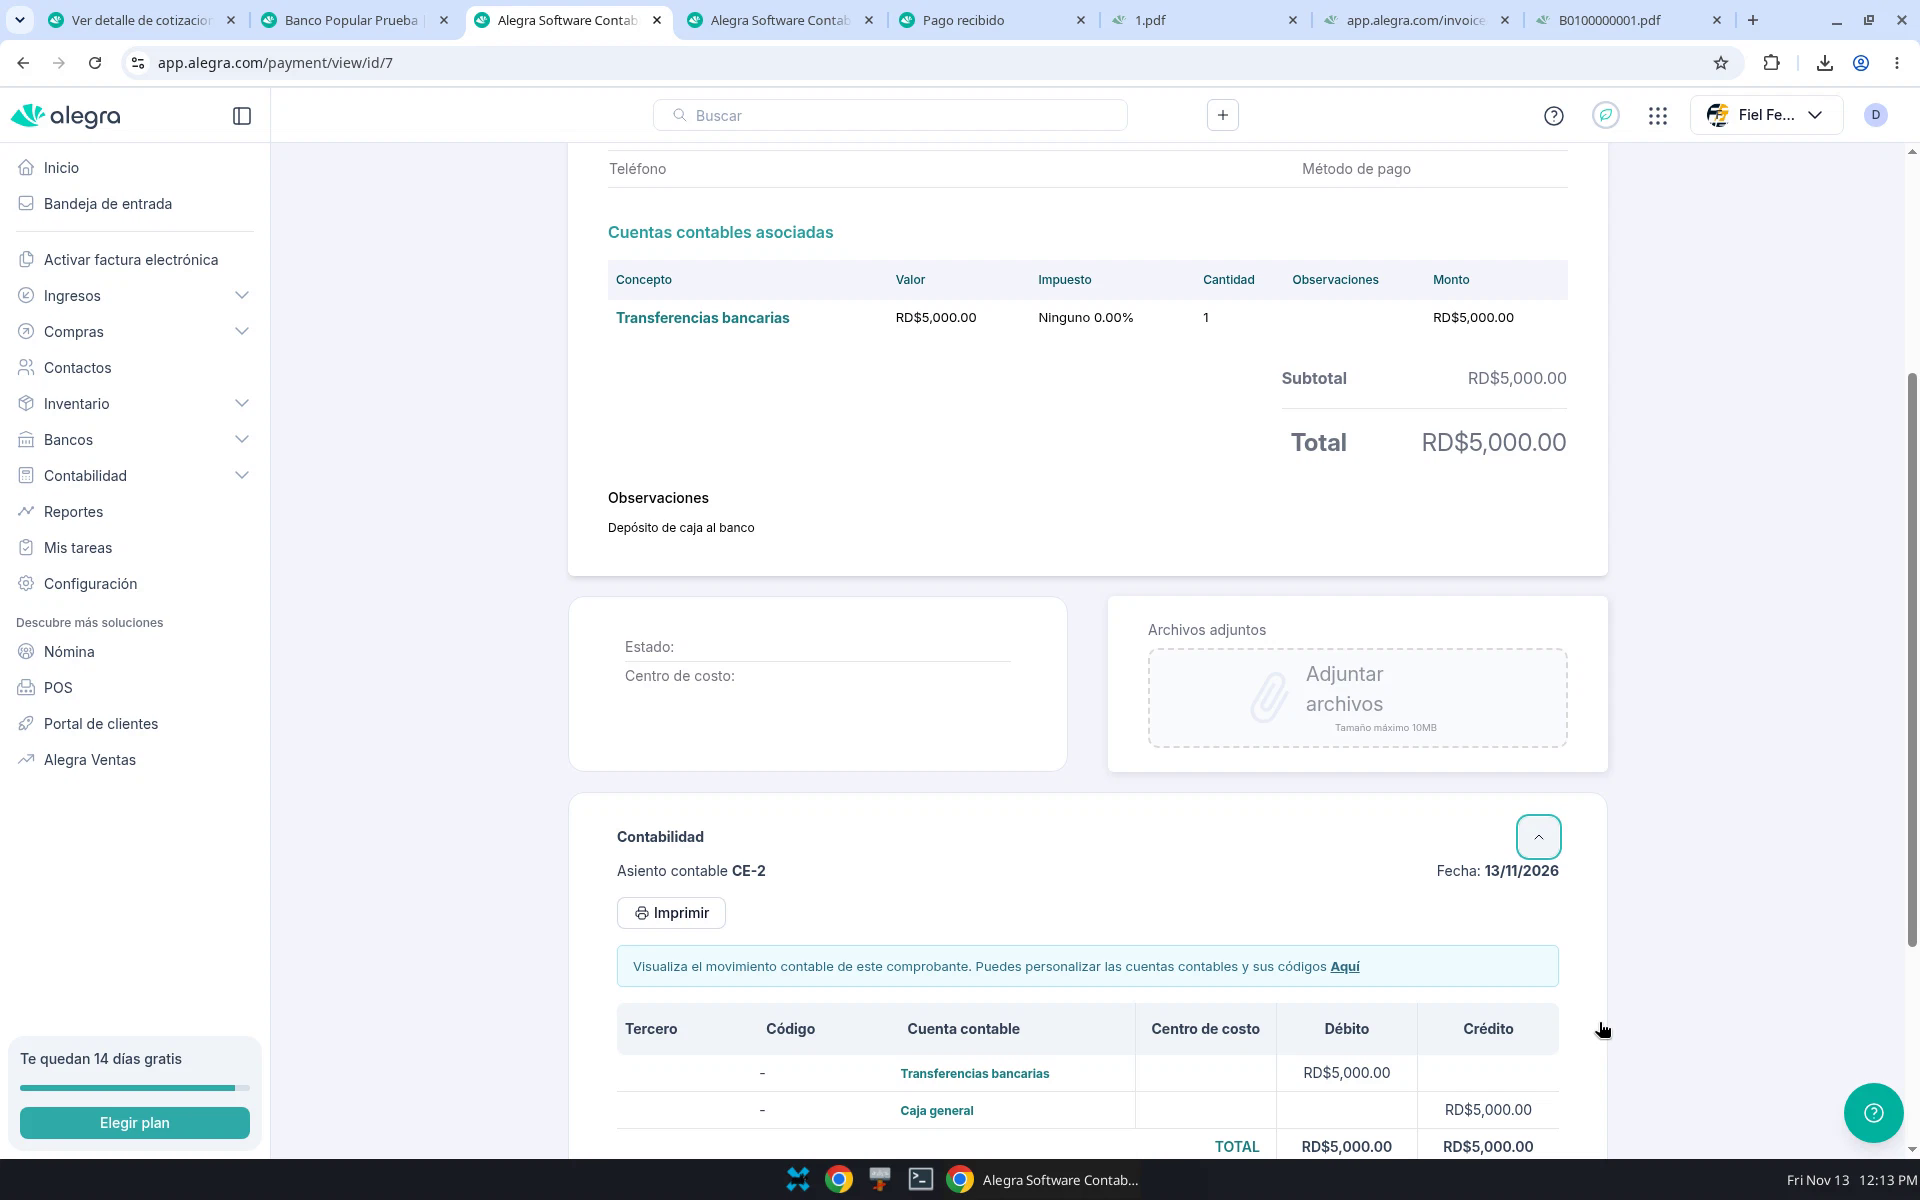 Ver detalle de cotizacion
Banco Popular Prueba
Alegra Software Contab
Alegra Software Contab
Pago recibido
1.pdf
app.alegra.com/invoice
B0100000001.pdf
app.alegra.com/payment/view/id/7
alegra
Buscar
Fiel Fe...
D
Inicio
Bandeja de entrada
Activar factura electrónica
Ingresos
Compras
Contactos
Inventario
Bancos
Contabilidad
Reportes
Mis tareas
Configuración
Descubre más soluciones
Nómina
POS
Portal de clientes
Alegra Ventas
Te quedan 14 días gratis
Elegir plan
Teléfono Método de pago
Cuentas contables asociadas
Concepto Valor Impuesto Cantidad Observaciones Monto
Transferencias bancarias RD$5,000.00 Ninguno 0.00% 1 RD$5,000.00
Subtotal RD$5,000.00
Total RD$5,000.00
Observaciones
Depósito de caja al banco
Estado:
Centro de costo:
Archivos adjuntos
Adjuntar
archivos
Tamaño máximo 10MB
Contabilidad
Asiento contable CE-2 Fecha: 13/11/2026
Imprimir
Visualiza el movimiento contable de este comprobante. Puedes personalizar las cuentas contables y sus códigos Aquí
Tercero Código Cuenta contable Centro de costo Débito Crédito
- Transferencias bancarias RD$5,000.00
- Caja general RD$5,000.00
TOTAL RD$5,000.00 RD$5,000.00
Alegra Software Contab...
Fri Nov 13 12:13 PM